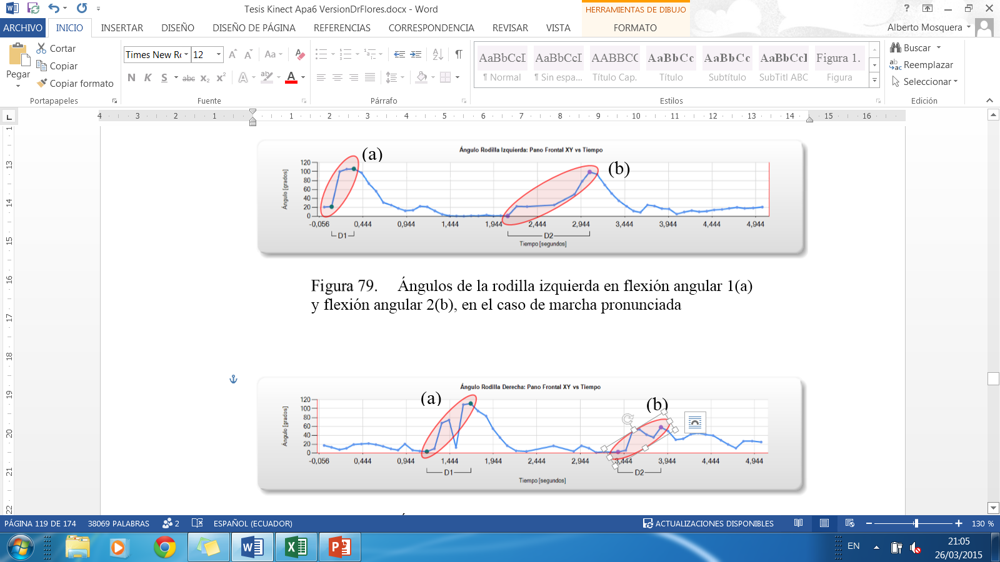 Tesis Kinect Apa6 VersionDrFlores.docx - Word
HERRAMIENTAS DE DIBUJO
?
ARCHIVO INICIO INSERTAR DISEÑO DISEÑO DE PÁGINA REFERENCIAS CORRESPONDENCIA REVISAR VISTA FORMATO
Alberto Mosquera
Pegar
Cortar
Copiar
Copiar formato
Portapapeles
Times New Ro 12
N K S abc x₂ x²
Fuente
Párrafo
AaBbCcI AaBbCcI AABBCC AaBbCc AaBbCc AaBbCcI Figura 1.
¶ Normal ¶ Sin espa... Título Cap. Título Subtítulo SubTitl ABC Figura
Estilos
Buscar
Reemplazar
Seleccionar
Edición
4 3 2 1 1 2 3 4 5 6 7 8 9 10 11 12 13 14 15 16
1
13
14
15
16
17
18
19
20
21
22
Ángulo Rodilla Izquierda: Pano Frontal XY vs Tiempo
(a)
(b)
Ángulo [grados]
120
100
80
60
40
20
0
-0,056 0,444 0,944 1,444 1,944 2,444 2,944 3,444 3,944 4,444 4,944
D1 D2
Tiempo [segundos]
Figura 79. Ángulos de la rodilla izquierda en flexión angular 1(a)
y flexión angular 2(b), en el caso de marcha pronunciada
Ángulo Rodilla Derecha: Pano Frontal XY vs Tiempo
(a)
(b)
Ángulo [grados]
120
100
80
60
40
20
0
-0,056 0,444 0,944 1,444 1,944 2,444 2,944 3,444 3,944 4,444 4,944
D1 D2
Tiempo [segundos]
PÁGINA 119 DE 174 38069 PALABRAS 2 ESPAÑOL (ECUADOR) ACTUALIZACIONES DISPONIBLES 130 %
EN
21:05
26/03/2015